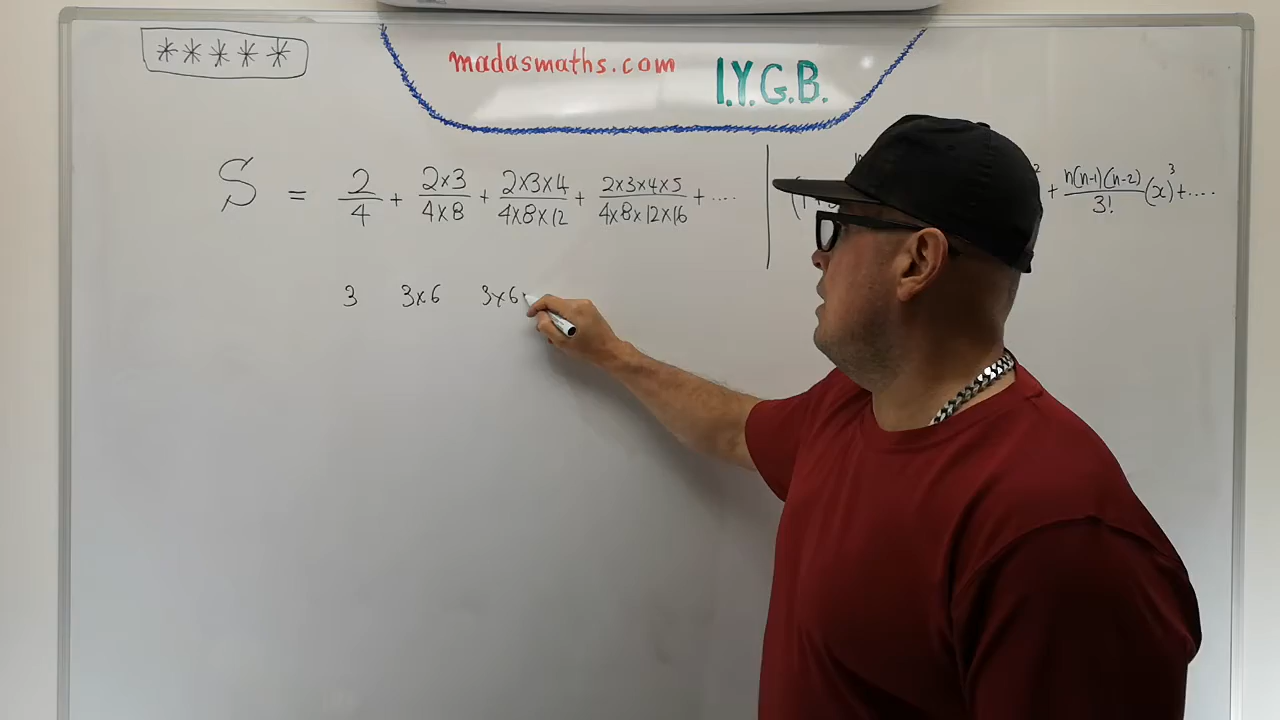 *****
madasmaths.com
I.Y.G.B.
S = 2/4 + 2×3/4×8 + 2×3×4/4×8×12 + 2×3×4×5/4×8×12×16 + ....
+ n(n-1)(n-2)/3! (x)³ + ....
3 3×6 3×6